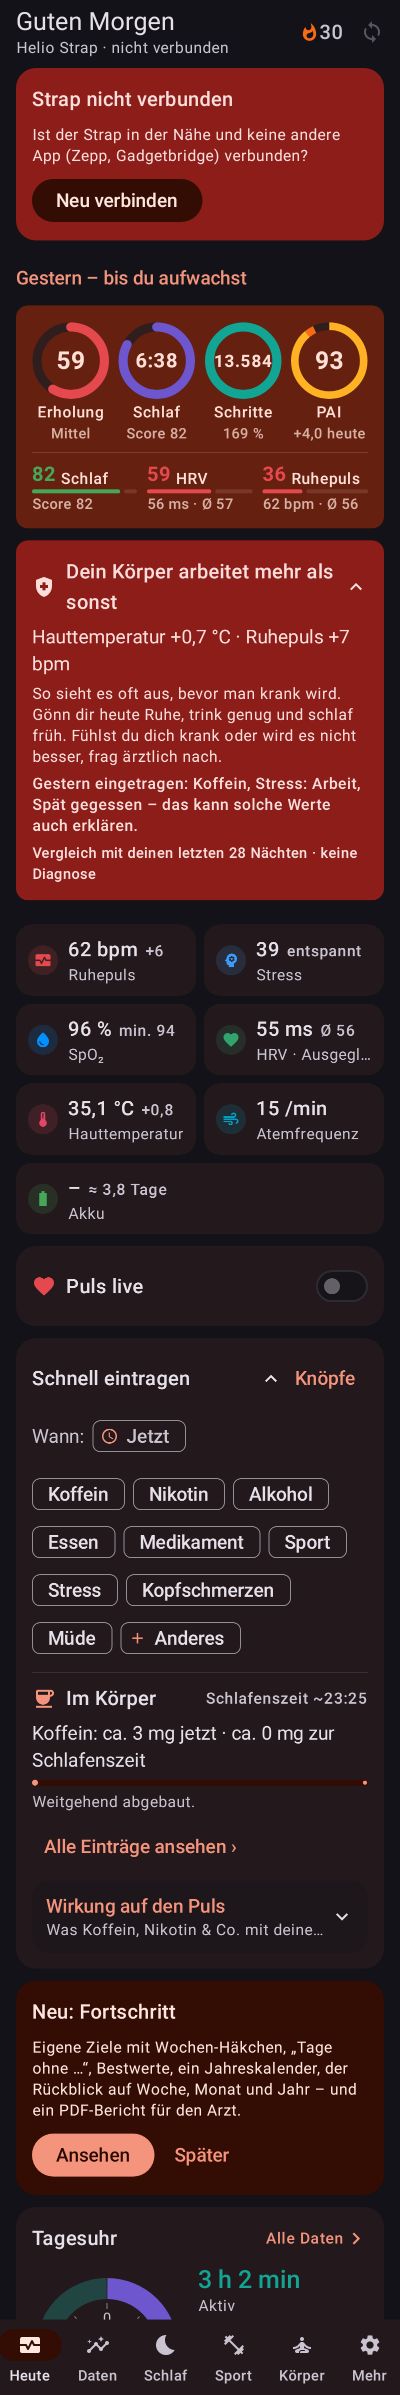 Guten Morgen
Helio Strap · nicht verbunden
30
Strap nicht verbunden
Ist der Strap in der Nähe und keine andere
App (Zepp, Gadgetbridge) verbunden?
Neu verbinden
Gestern – bis du aufwachst
59
6:38
13.584
93
Erholung
Schlaf
Schritte
PAI
Mittel
Score 82
169 %
+4,0 heute
82 Schlaf
59 HRV
36 Ruhepuls
Score 82
56 ms · Ø 57
62 bpm · Ø 56
Dein Körper arbeitet mehr als
sonst
Hauttemperatur +0,7 °C · Ruhepuls +7
bpm
So sieht es oft aus, bevor man krank wird.
Gönn dir heute Ruhe, trink genug und schlaf
früh. Fühlst du dich krank oder wird es nicht
besser, frag ärztlich nach.
Gestern eingetragen: Koffein, Stress: Arbeit,
Spät gegessen – das kann solche Werte
auch erklären.
Vergleich mit deinen letzten 28 Nächten · keine
Diagnose
62 bpm +6
Ruhepuls
39 entspannt
Stress
96 % min. 94
SpO₂
55 ms Ø 56
HRV · Ausgegl…
35,1 °C +0,8
Hauttemperatur
15 /min
Atemfrequenz
– ≈ 3,8 Tage
Akku
Puls live
Schnell eintragen
Knöpfe
Wann:
Jetzt
Koffein
Nikotin
Alkohol
Essen
Medikament
Sport
Stress
Kopfschmerzen
Müde
+ Anderes
Im Körper
Schlafenszeit ~23:25
Koffein: ca. 3 mg jetzt · ca. 0 mg zur
Schlafenszeit
Weitgehend abgebaut.
Alle Einträge ansehen ›
Wirkung auf den Puls
Was Koffein, Nikotin & Co. mit deine…
Neu: Fortschritt
Eigene Ziele mit Wochen-Häkchen, „Tage
ohne …“, Bestwerte, ein Jahreskalender, der
Rückblick auf Woche, Monat und Jahr – und
ein PDF-Bericht für den Arzt.
Ansehen
Später
Tagesuhr
Alle Daten
3 h 2 min
Aktiv
Heute
Daten
Schlaf
Sport
Körper
Mehr